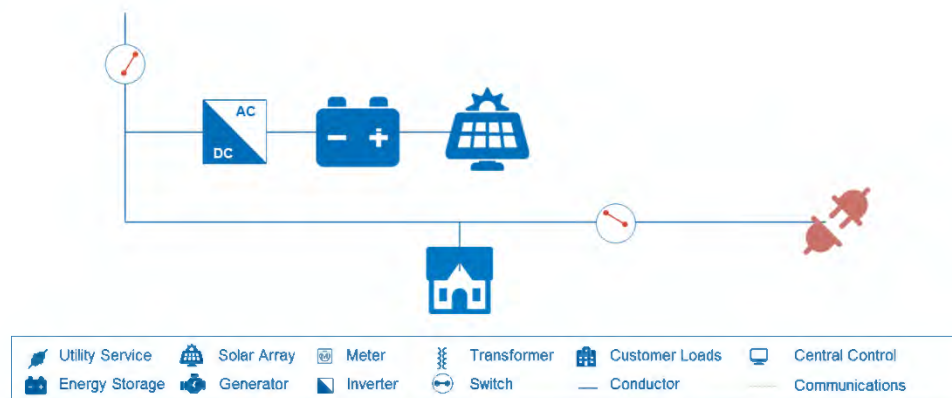 AC
DC
Utility Service Solar Array Meter Transformer Customer Loads Central Control
Energy Storage Generator Inverter Switch Conductor Communications